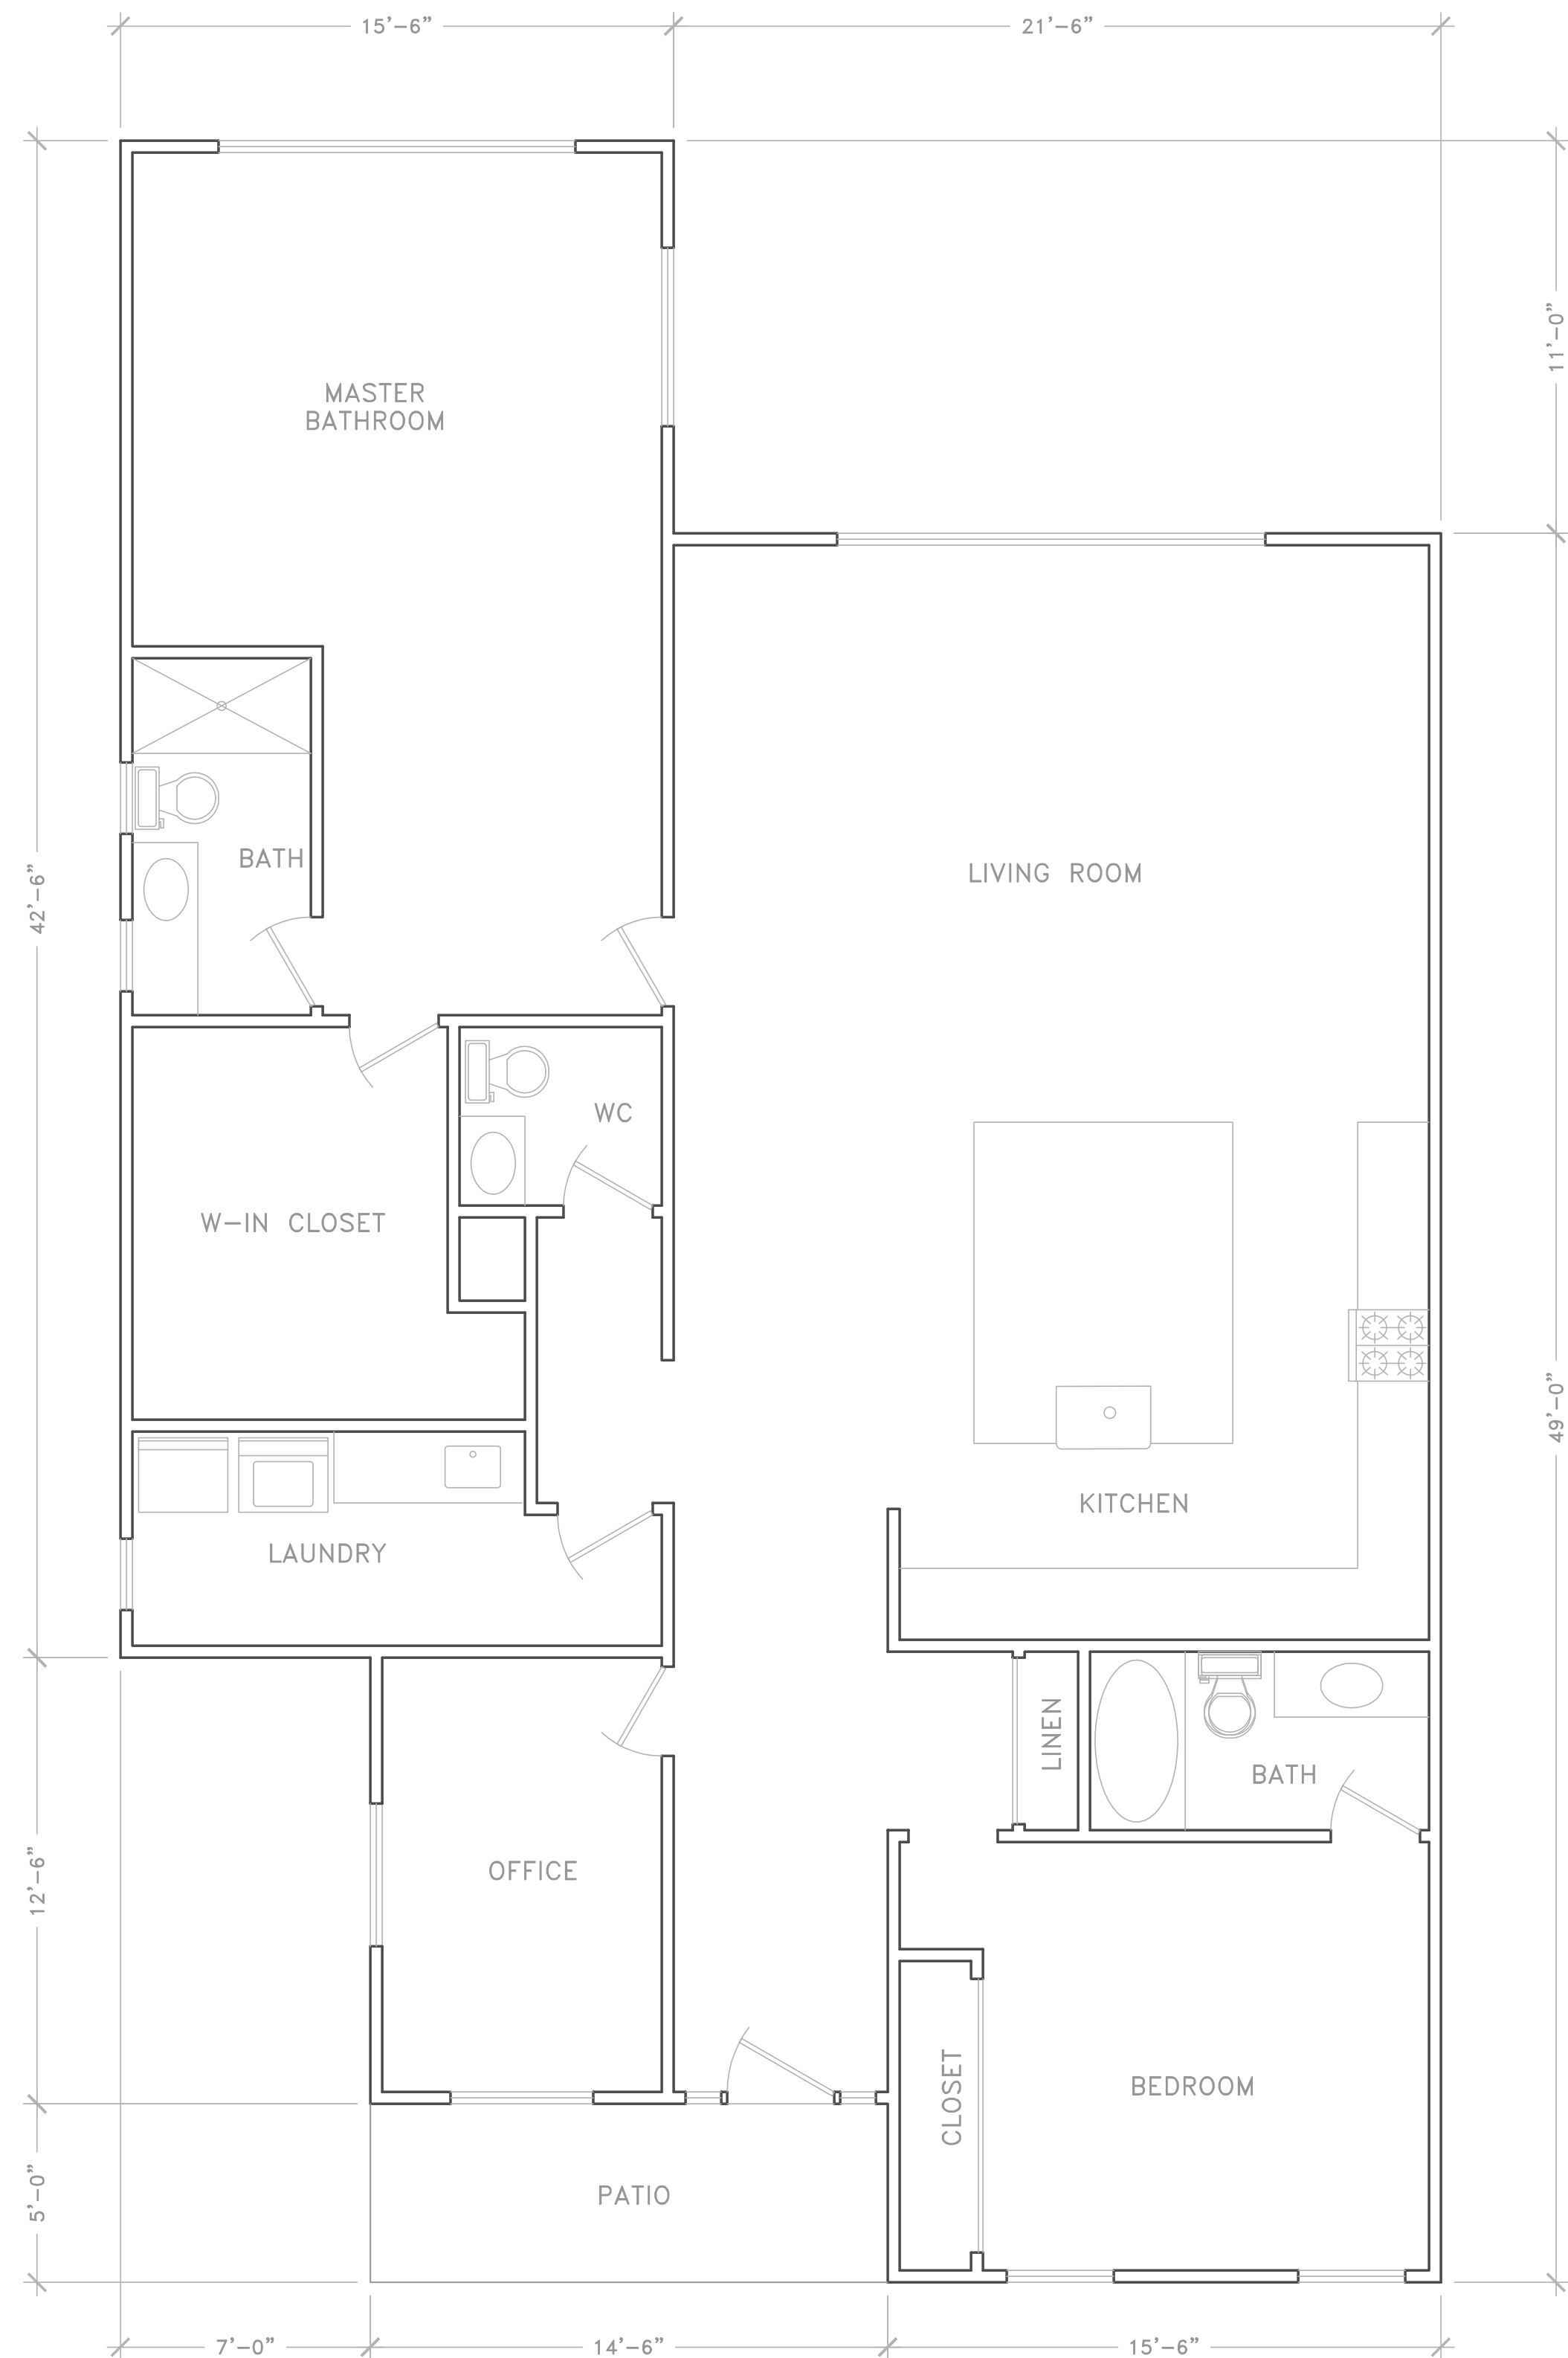 15'-6" 21'-6"
11'-0"
MASTER
BATHROOM
42'-6"
BATH
LIVING ROOM
WC
W-IN CLOSET
49'-0"
KITCHEN
LAUNDRY
LINEN
BATH
12'-6"
OFFICE
CLOSET
BEDROOM
5'-0"
PATIO
7'-0" 14'-6" 15'-6"